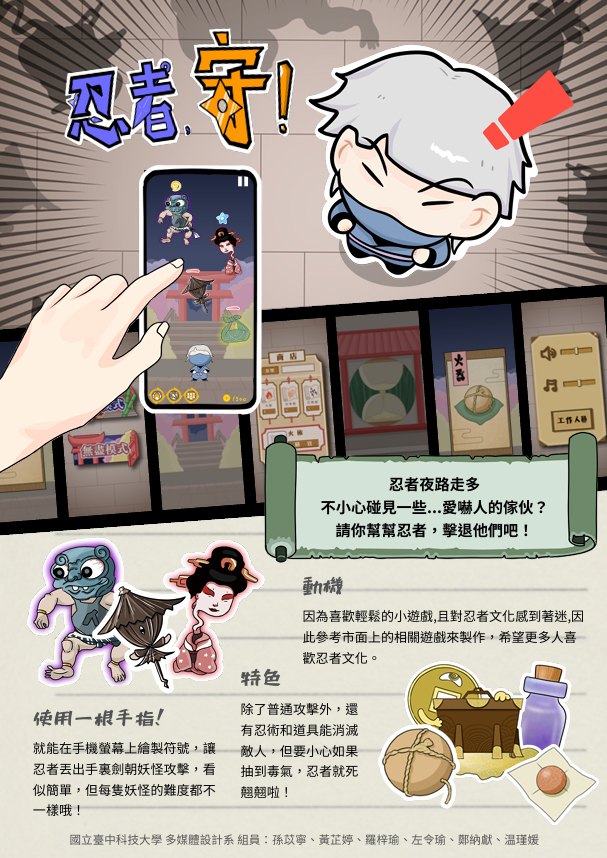 忍者,守!
/500
模式
無盡模式
商店
火遁
工作人員
忍者夜路走多
不小心碰見一些...愛嚇人的傢伙？
請你幫幫忍者，擊退他們吧！
動機
因為喜歡輕鬆的小遊戲,且對忍者文化感到著迷,因
此參考市面上的相關遊戲來製作，希望更多人喜
歡忍者文化。
特色
除了普通攻擊外，還
有忍術和道具能消滅
敵人，但要小心如果
抽到毒氣，忍者就死
翹翹啦！
使用一根手指!
就能在手機螢幕上繪製符號，讓
忍者丟出手裏劍朝妖怪攻擊，看
似簡單，但每隻妖怪的難度都不
一樣哦！
國立臺中科技大學 多媒體設計系 組員：孫苡寧、黃芷婷、羅梓瑜、左令瑜、鄭納獻、温瑾媛